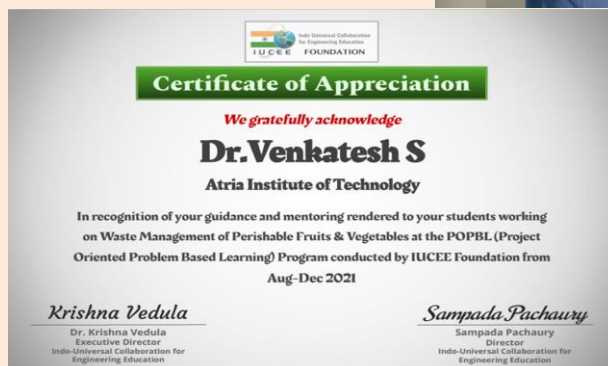 Indo Universal Collaboration
for Engineering Education
IUCEE FOUNDATION
Certificate of Appreciation
We gratefully acknowledge
Dr.Venkatesh S
Atria Institute of Technology
In recognition of your guidance and mentoring rendered to your students working
on Waste Management of Perishable Fruits & Vegetables at the POPBL (Project
Oriented Problem Based Learning) Program conducted by IUCEE Foundation from
Aug-Dec 2021
Krishna Vedula
Dr. Krishna Vedula
Executive Director
Indo-Universal Collaboration for
Engineering Education
Sampada Pachaury
Sampada Pachaury
Director
Indo-Universal Collaboration for
Engineering Education